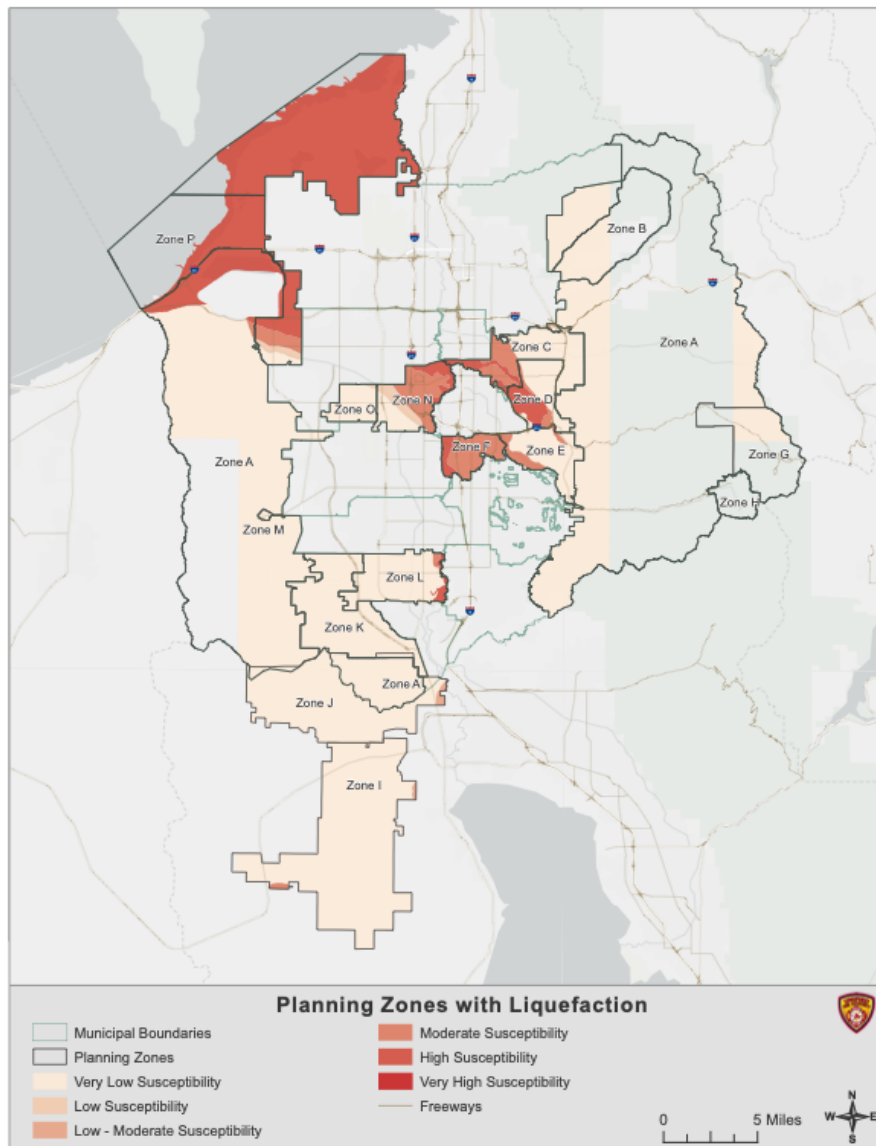 Zone P
Zone B
Zone A
Zone C
Zone O
Zone N
Zone D
Zone F
Zone E
Zone A
Zone G
Zone H
Zone M
Zone L
Zone K
Zone A
Zone J
Zone I
Planning Zones with Liquefaction
Municipal Boundaries
Planning Zones
Very Low Susceptibility
Low Susceptibility
Low - Moderate Susceptibility
Moderate Susceptibility
High Susceptibility
Very High Susceptibility
Freeways
0 5 Miles
N
W E
S